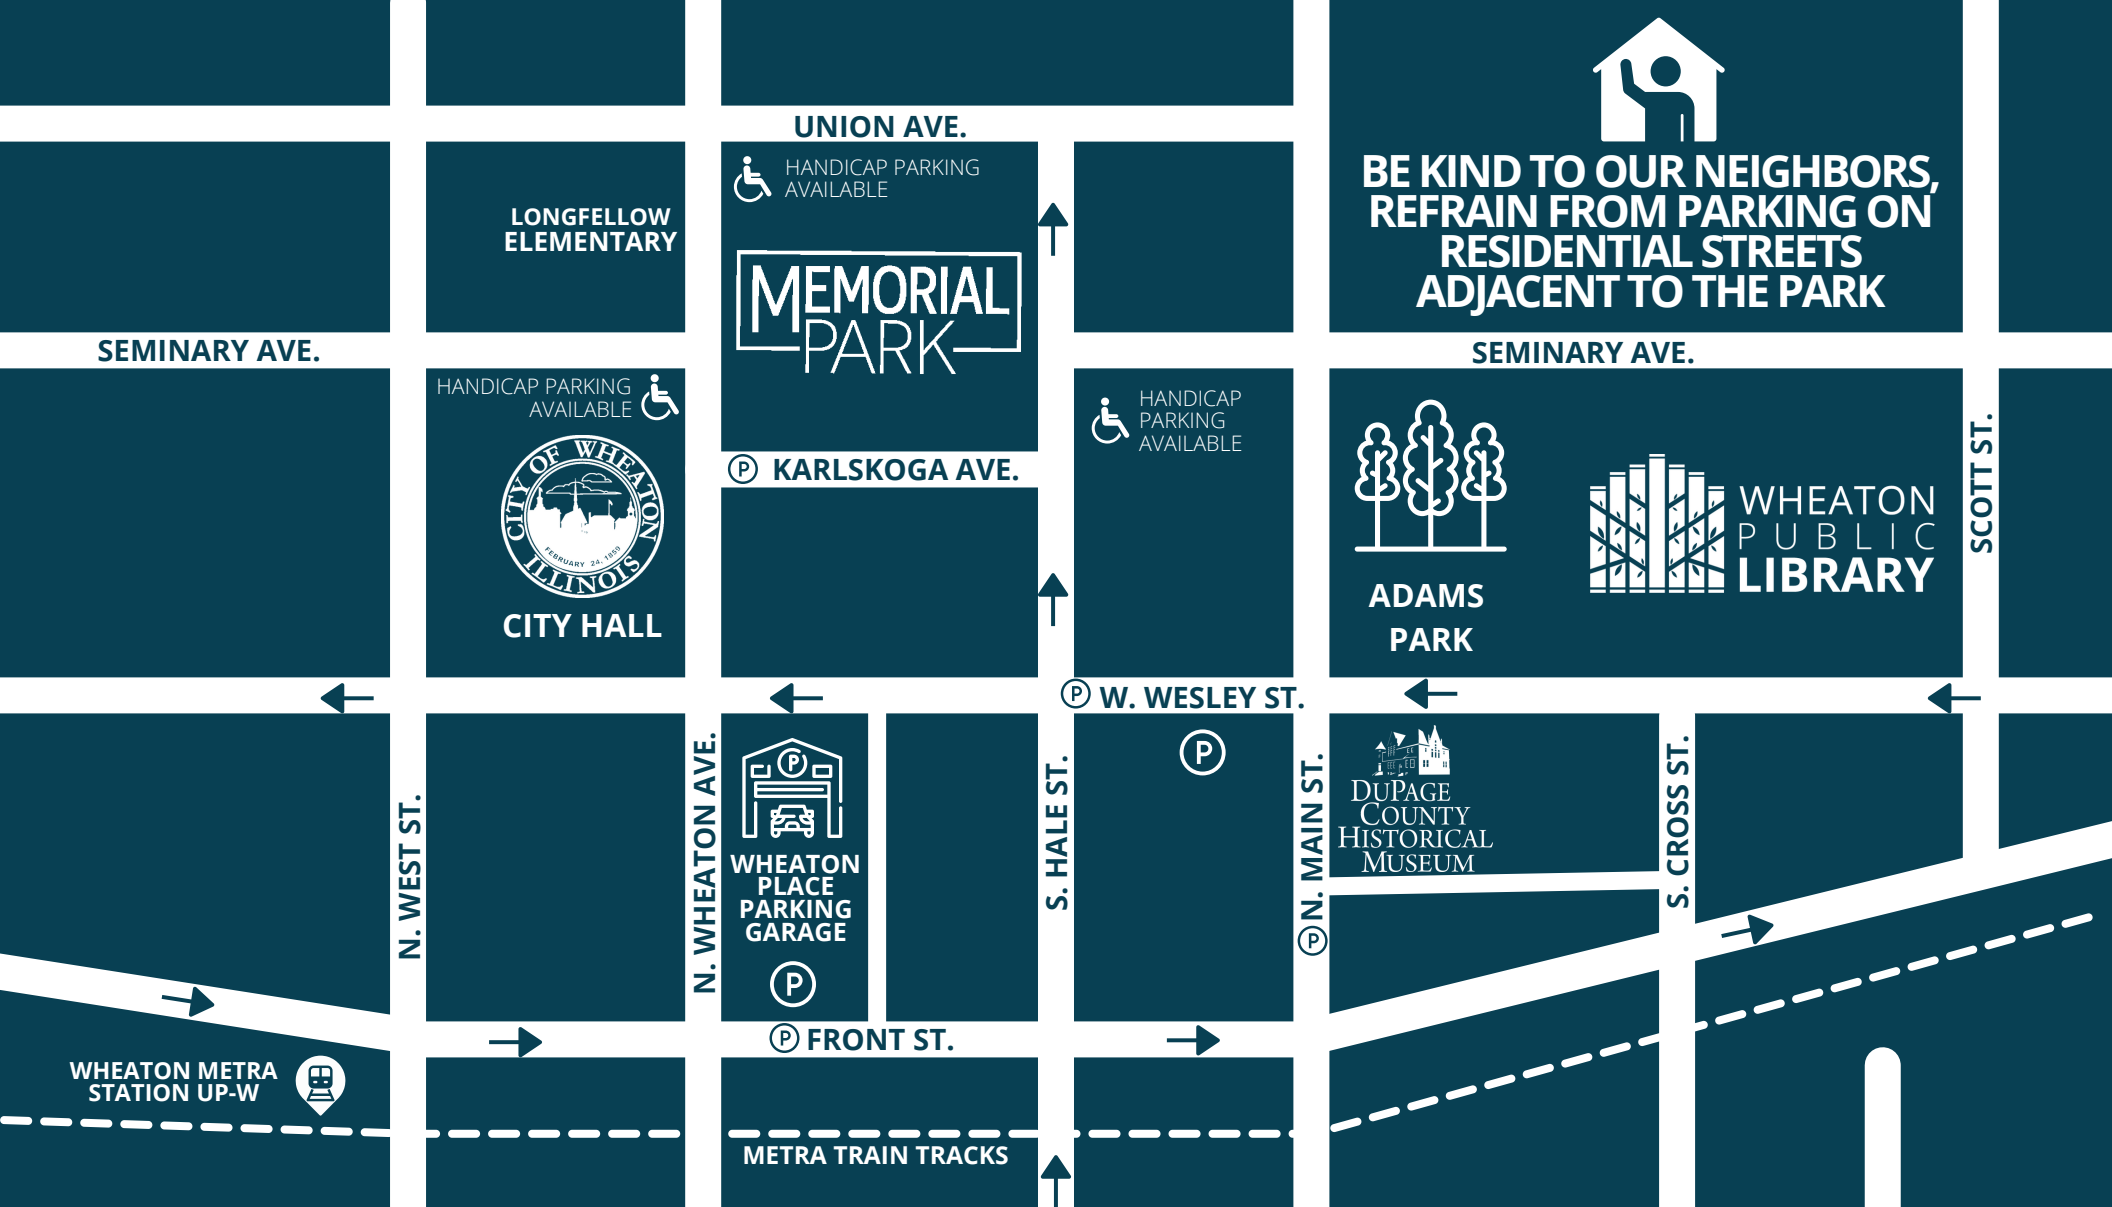 UNION AVE.
HANDICAP PARKING
AVAILABLE
LONGFELLOW
ELEMENTARY
MEMORIAL
PARK
BE KIND TO OUR NEIGHBORS,
REFRAIN FROM PARKING ON
RESIDENTIAL STREETS
ADJACENT TO THE PARK
SEMINARY AVE.
SEMINARY AVE.
HANDICAP PARKING
AVAILABLE
CITY OF WHEATON
FEBRUARY 24, 1859
ILLINOIS
CITY HALL
P KARLSKOGA AVE.
HANDICAP
PARKING
AVAILABLE
ADAMS
PARK
WHEATON
PUBLIC
LIBRARY
SCOTT ST.
P W. WESLEY ST.
N. WEST ST.
N. WHEATON AVE.
P
WHEATON
PLACE
PARKING
GARAGE
P
S. HALE ST.
P
P N. MAIN ST.
DUPAGE
COUNTY
HISTORICAL
MUSEUM
S. CROSS ST.
P FRONT ST.
WHEATON METRA
STATION UP-W
METRA TRAIN TRACKS